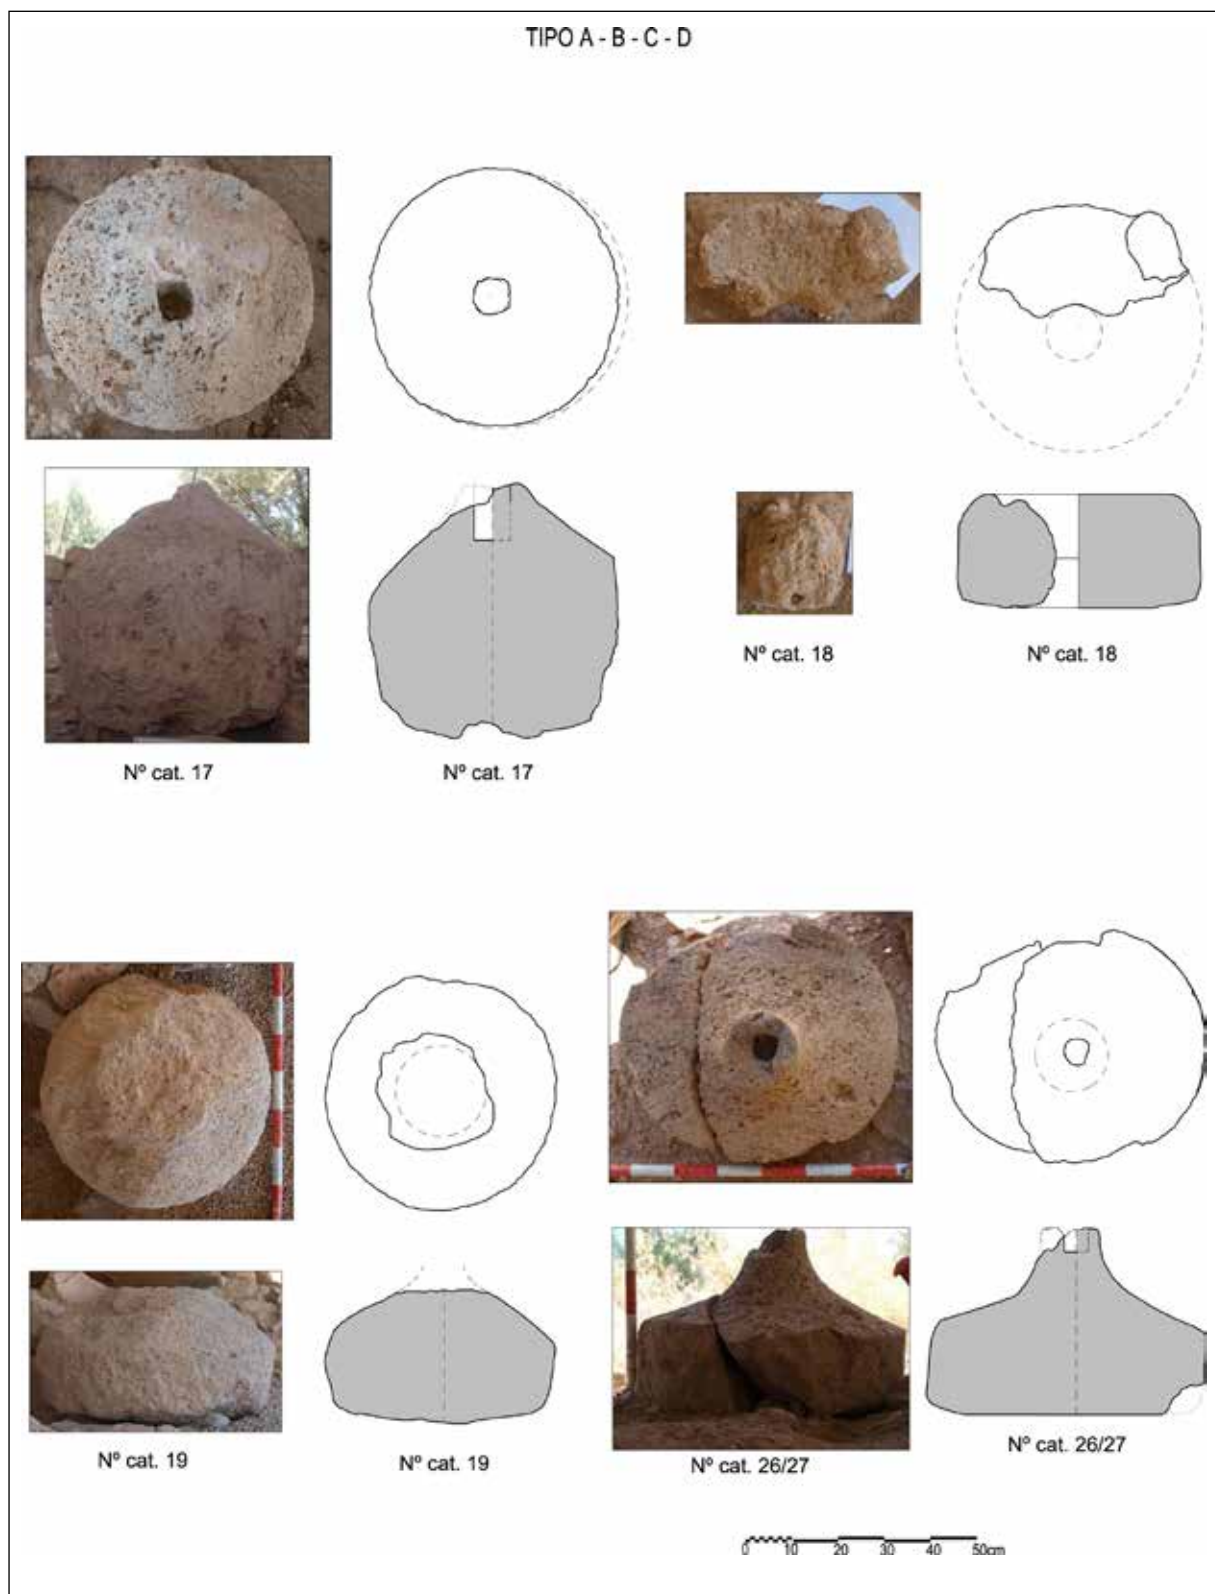 TIPO A - B - C - D
Nº cat. 18
Nº cat. 18
Nº cat. 17
Nº cat. 17
Nº cat. 19
Nº cat. 19
Nº cat. 26/27
Nº cat. 26/27
0 10 20 30 40 50cm